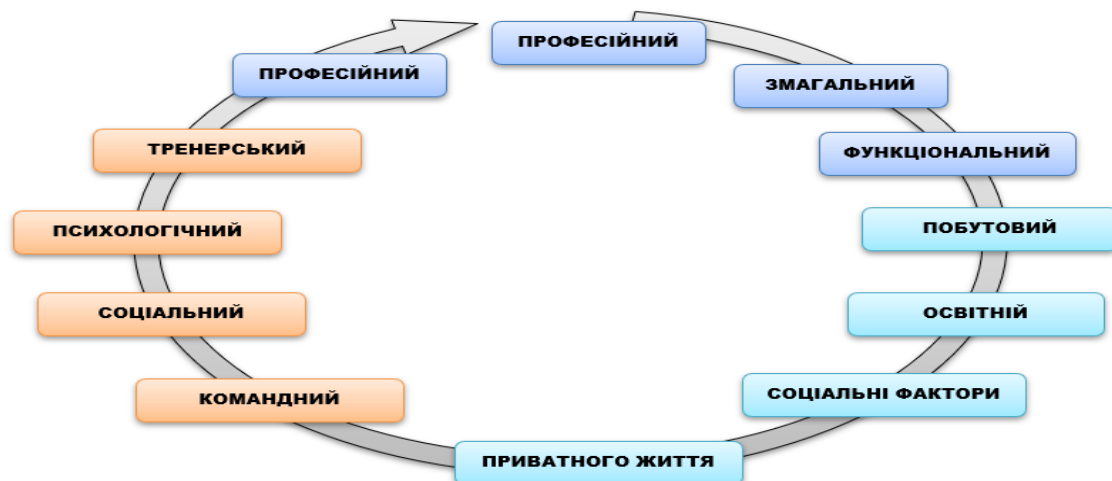 ПРОФЕСІЙНИЙ
ЗМАГАЛЬНИЙ
ФУНКЦІОНАЛЬНИЙ
ПОБУТОВИЙ
ОСВІТНІЙ
СОЦІАЛЬНІ ФАКТОРИ
ПРИВАТНОГО ЖИТТЯ
КОМАНДНИЙ
СОЦІАЛЬНИЙ
ПСИХОЛОГІЧНИЙ
ТРЕНЕРСЬКИЙ
ПРОФЕСІЙНИЙ